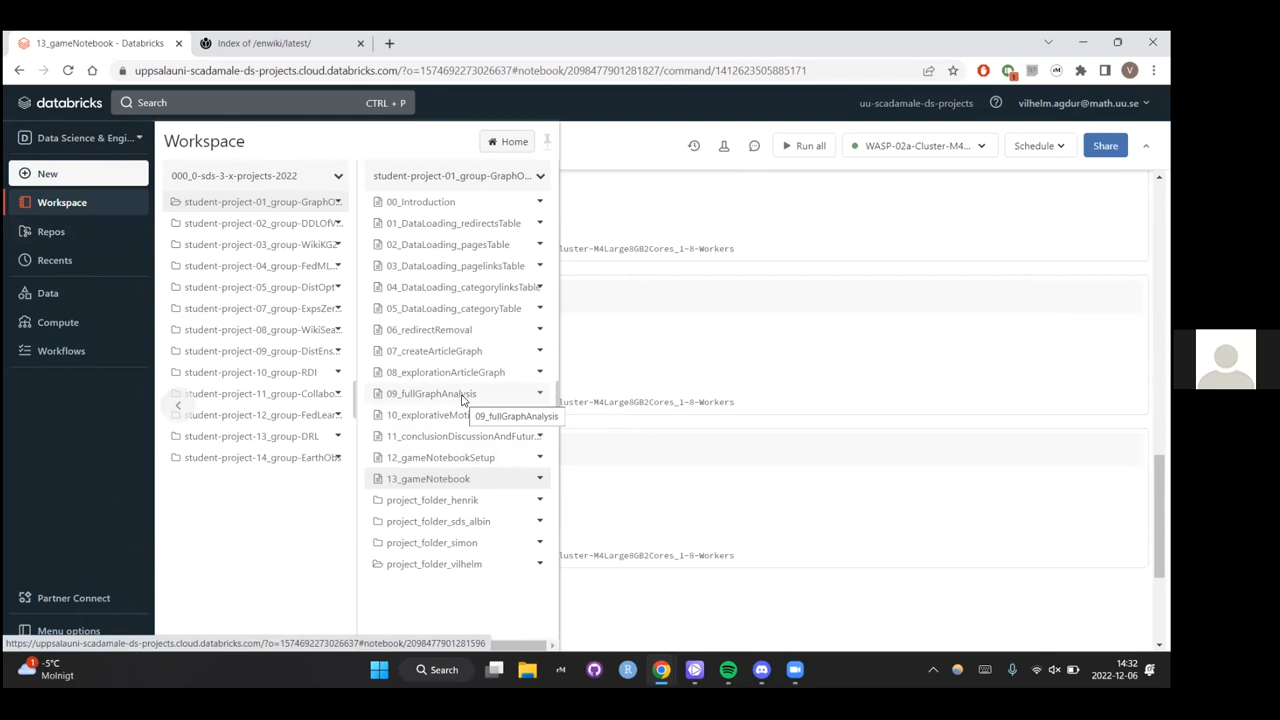 13_gameNotebook - Databricks
Index of /enwiki/latest/
uppsalauni-scadamale-ds-projects.cloud.databricks.com/?o=1574692273026637#notebook/2098477901281827/command/1412623505885171
V
databricks
Search CTRL + P
uu-scadamale-ds-projects
vilhelm.agdur@math.uu.se
D Data Science & Engi...
Workspace
Home
Run all
WASP-02a-Cluster-M4...
Schedule
Share
New
Workspace
Repos
Recents
Data
Compute
Workflows
Partner Connect
Menu options
000_0-sds-3-x-projects-2022
student-project-01_group-GraphO...
student-project-02_group-DDLOfV...
student-project-03_group-WikiKG2...
student-project-04_group-FedML...
student-project-05_group-DistOpt
student-project-07_group-ExpsZer...
student-project-08_group-WikiSea...
student-project-09_group-DistEns...
student-project-10_group-RDI
student-project-11_group-Collabo...
student-project-12_group-FedLear...
student-project-13_group-DRL
student-project-14_group-EarthObs
student-project-01_group-GraphO...
00_Introduction
01_DataLoading_redirectsTable
02_DataLoading_pagesTable
03_DataLoading_pagelinksTable
04_DataLoading_categorylinksTable
05_DataLoading_categoryTable
06_redirectRemoval
07_createArticleGraph
08_explorationArticleGraph
09_fullGraphAnalysis
10_explorativeMoti
09_fullGraphAnalysis
11_conclusionDiscussionAndFutur...
12_gameNotebookSetup
13_gameNotebook
project_folder_henrik
project_folder_sds_albin
project_folder_simon
project_folder_vilhelm
luster-M4Large8GB2Cores_1-8-Workers
luster-M4Large8GB2Cores_1-8-Workers
luster-M4Large8GB2Cores_1-8-Workers
https://uppsalauni-scadamale-ds-projects.cloud.databricks.com/?o=1574692273026637#notebook/2098477901281596
1
-5°C
Molnigt
Search
rM
14:32
2022-12-06